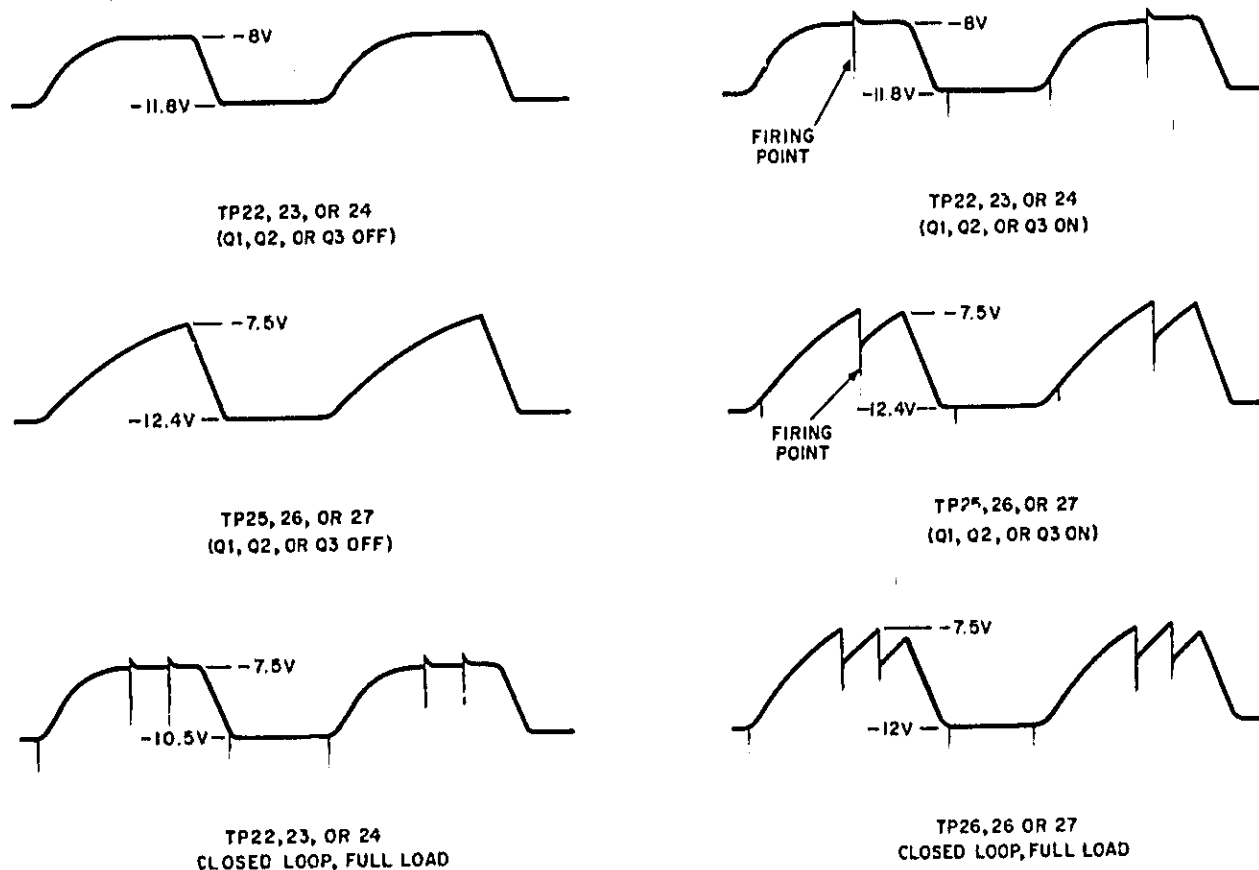 -8V
-11.8V
TP22, 23, OR 24
(Q1, Q2, OR Q3 OFF)
-8V
-11.8V
FIRING
POINT
TP22, 23, OR 24
(Q1, Q2, OR Q3 ON)
-7.5V
-12.4V
TP25, 26, OR 27
(Q1, Q2, OR Q3 OFF)
-7.5V
-12.4V
FIRING
POINT
TP25, 26, OR 27
(Q1, Q2, OR Q3 ON)
-7.5V
-10.5V
TP22, 23, OR 24
CLOSED LOOP, FULL LOAD
-7.5V
-12V
TP26, 26 OR 27
CLOSED LOOP, FULL LOAD